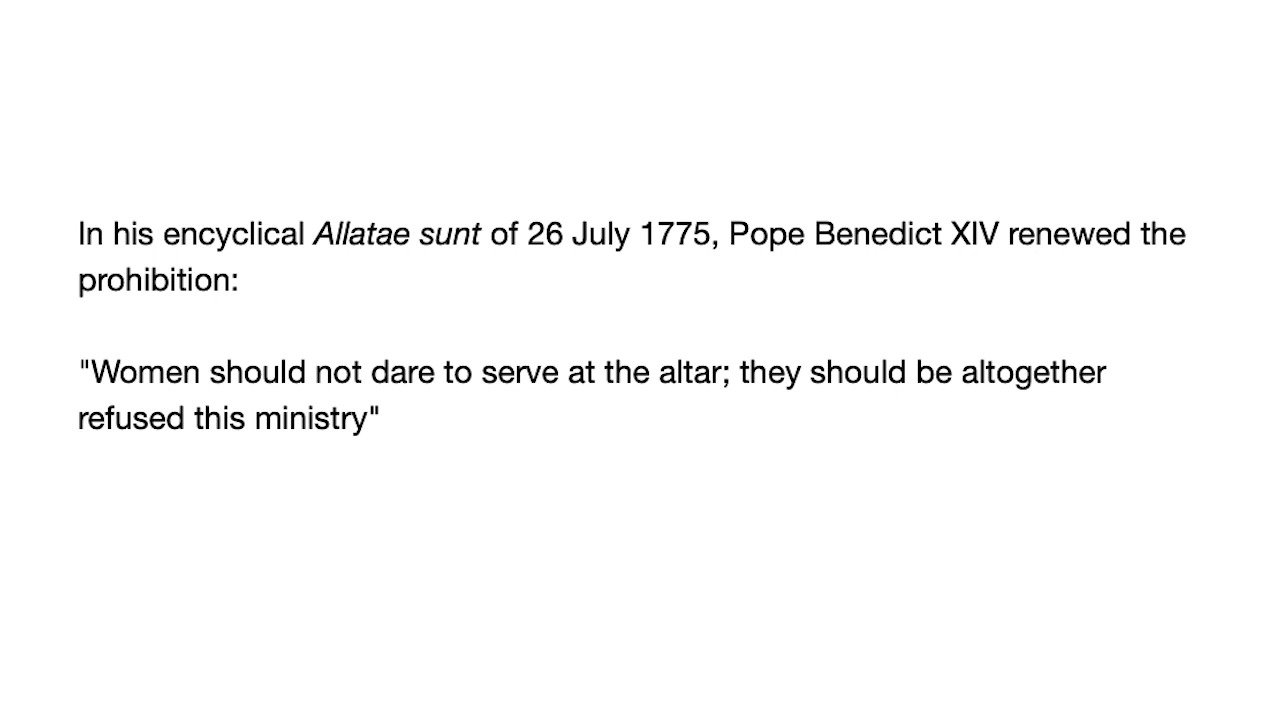 In his encyclical Allatae sunt of 26 July 1775, Pope Benedict XIV renewed the
prohibition:
"Women should not dare to serve at the altar; they should be altogether
refused this ministry"